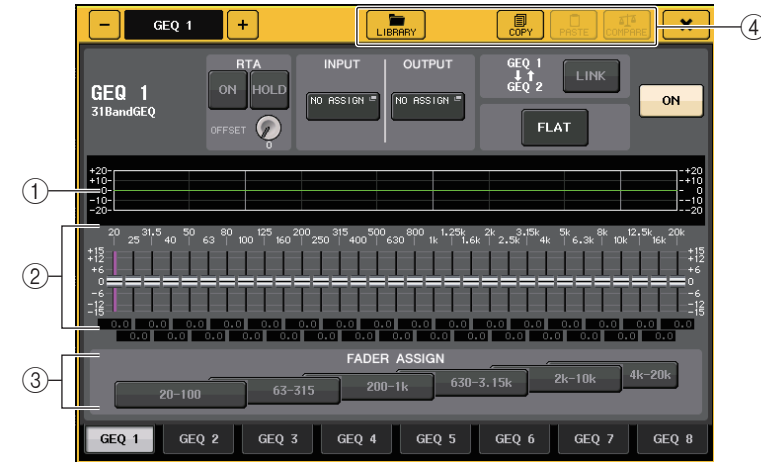 GEQ 1
LIBRARY
COPY
PASTE
COMPARE
④
GEQ 1
31BandGEQ
RTA
ON
HOLD
OFFSET
0
INPUT
NO ASSIGN
OUTPUT
NO ASSIGN
GEQ 1
↓↑
GEQ 2
LINK
FLAT
ON
①
+20
+10
0
-10
-20
+20
+10
0
-10
-20
20 31.5 50 80 125 200 315 500 800 1.25k 2k 3.15k 5k 8k 12.5k 20k
25 40 63 100 160 250 400 630 1k 1.6k 2.5k 4k 6.3k 10k 16k
②
+15
+12
+6
0
-6
-12
-15
+15
+12
+6
0
-6
-12
-15
0.0 0.0 0.0 0.0 0.0 0.0 0.0 0.0 0.0 0.0 0.0 0.0 0.0 0.0 0.0 0.0
0.0 0.0 0.0 0.0 0.0 0.0 0.0 0.0 0.0 0.0 0.0 0.0 0.0 0.0 0.0
③
FADER ASSIGN
20-100
63-315
200-1k
630-3.15k
2k-10k
4k-20k
GEQ 1 GEQ 2 GEQ 3 GEQ 4 GEQ 5 GEQ 6 GEQ 7 GEQ 8